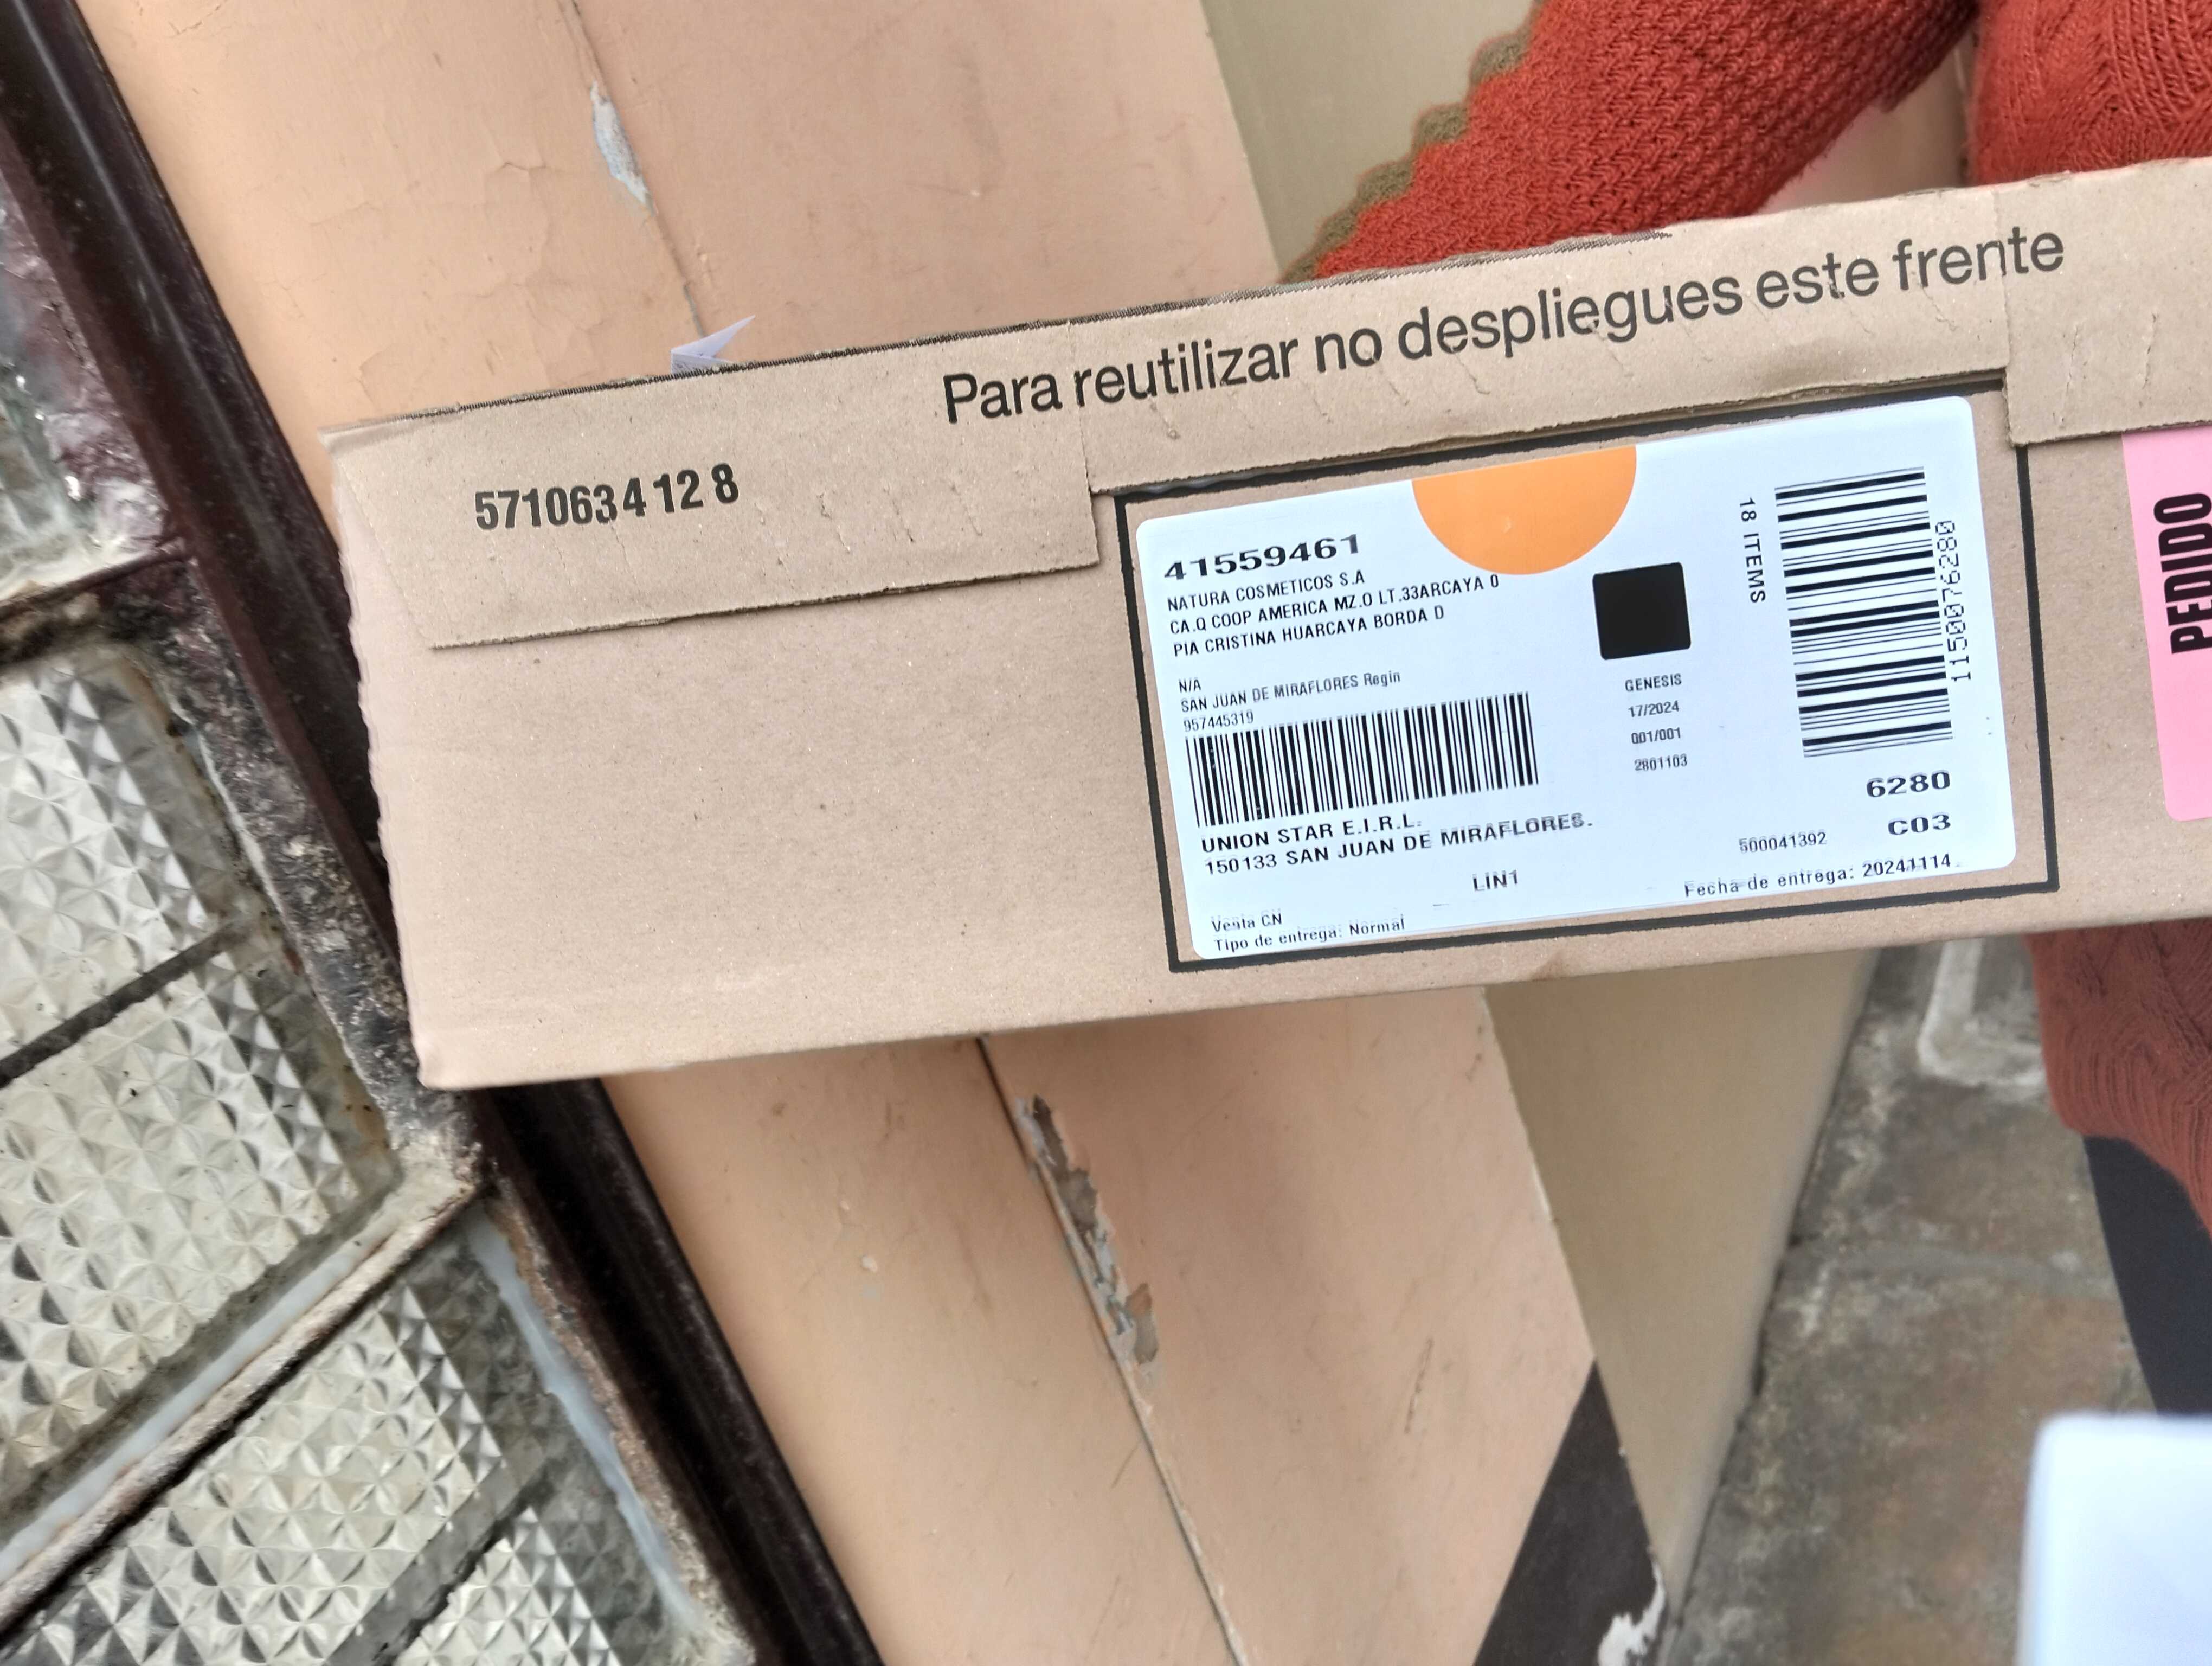 Para reutilizar no despliegues este frente
5710634 12 8
41559461
NATURA COSMETICOS S.A
CA.Q COOP AMERICA MZ.O LT.33ARCAYA 0
PIA CRISTINA HUARCAYA BORDA D
N/A
SAN JUAN DE MIRAFLORES Regin
957445319
UNION STAR E.I.R.L.
150133 SAN JUAN DE MIRAFLORES.
LIN1
Venta CN
Tipo de entrega: Normal
GENESIS
17/2024
001/001
2801103
18 ITEMS
1150076280
6280
C03
500041392
Fecha de entrega: 20241114
PEDIDO